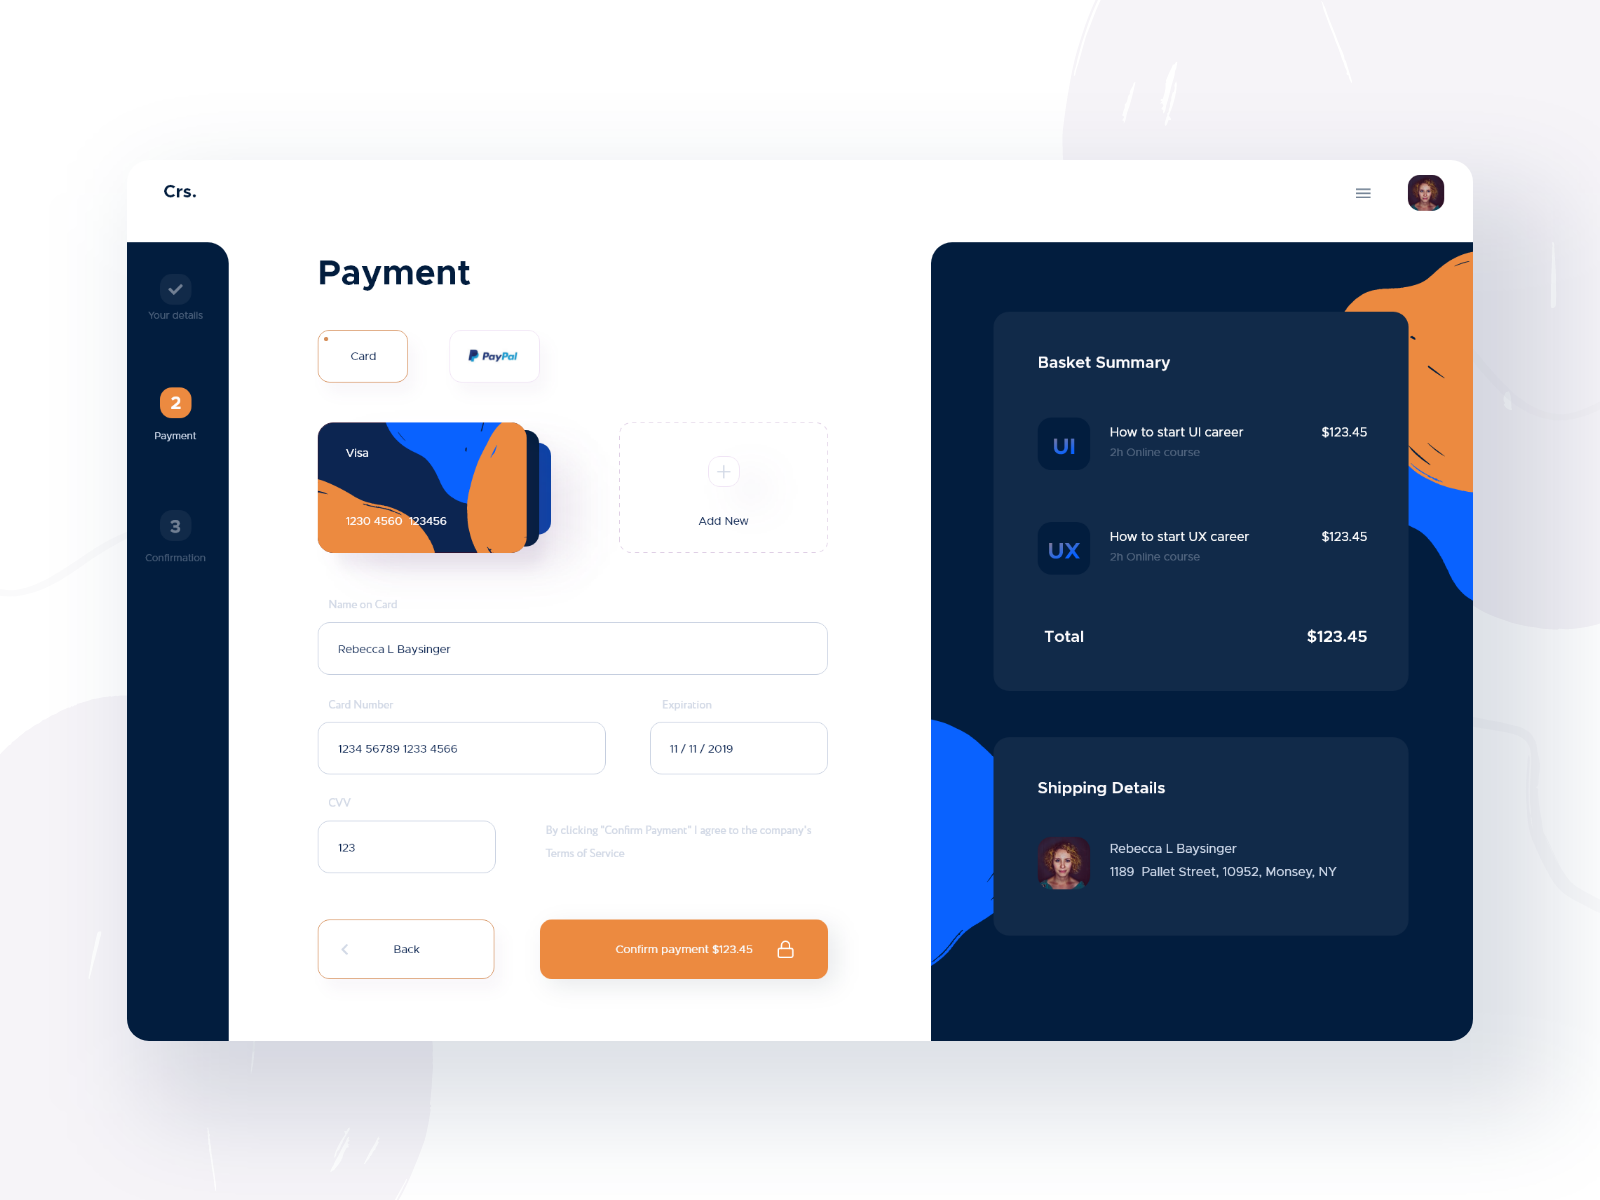 Crs.
Your details
2
Payment
3
Confirmation
Payment
Card
PayPal
Visa
1230 4560 123456
Add New
Name on Card
Rebecca L Baysinger
Card Number
Expiration
1234 56789 1233 4566
11 / 11 / 2019
CVV
123
By clicking "Confirm Payment" I agree to the company's
Terms of Service
Back
Confirm payment $123.45
Basket Summary
UI
How to start UI career
$123.45
2h Online course
UX
How to start UX career
$123.45
2h Online course
Total
$123.45
Shipping Details
Rebecca L Baysinger
1189 Pallet Street, 10952, Monsey, NY